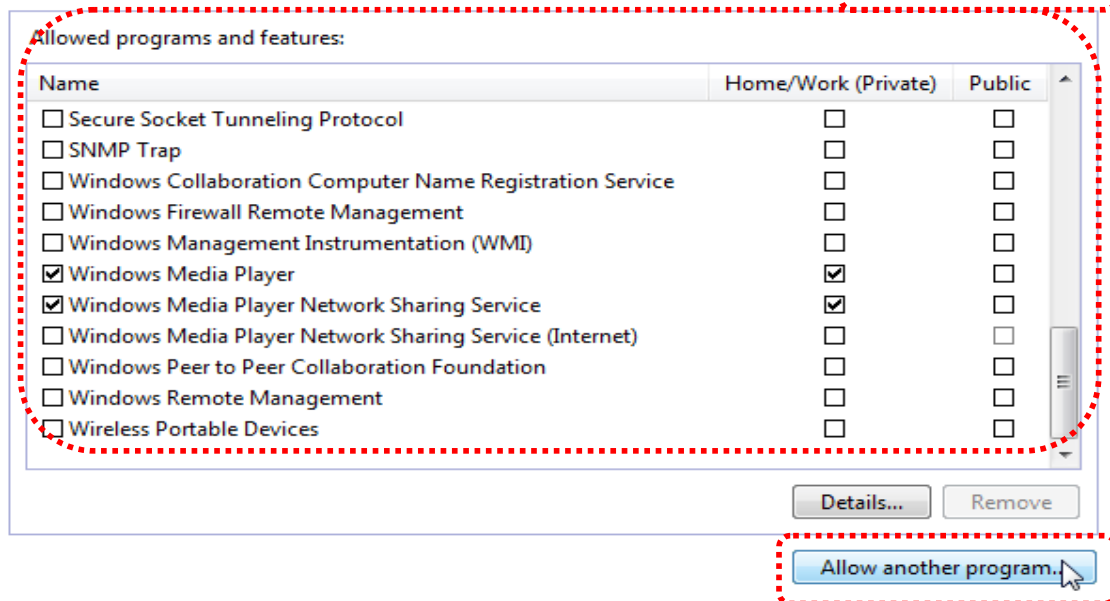 Allowed programs and features:
Name Home/Work (Private) Public
Secure Socket Tunneling Protocol
SNMP Trap
Windows Collaboration Computer Name Registration Service
Windows Firewall Remote Management
Windows Management Instrumentation (WMI)
Windows Media Player
Windows Media Player Network Sharing Service
Windows Media Player Network Sharing Service (Internet)
Windows Peer to Peer Collaboration Foundation
Windows Remote Management
Wireless Portable Devices
Details... Remove
Allow another program...